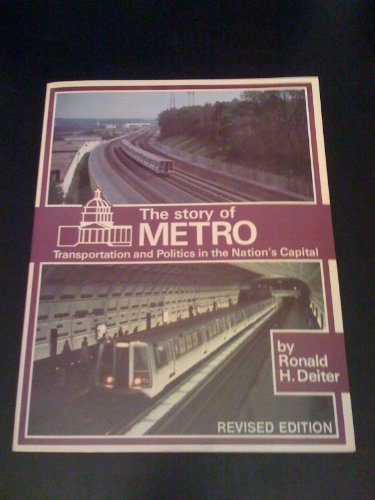 The story of
METRO
Transportation and Politics in the Nation's Capital
by
Ronald
H. Deiter
REVISED EDITION